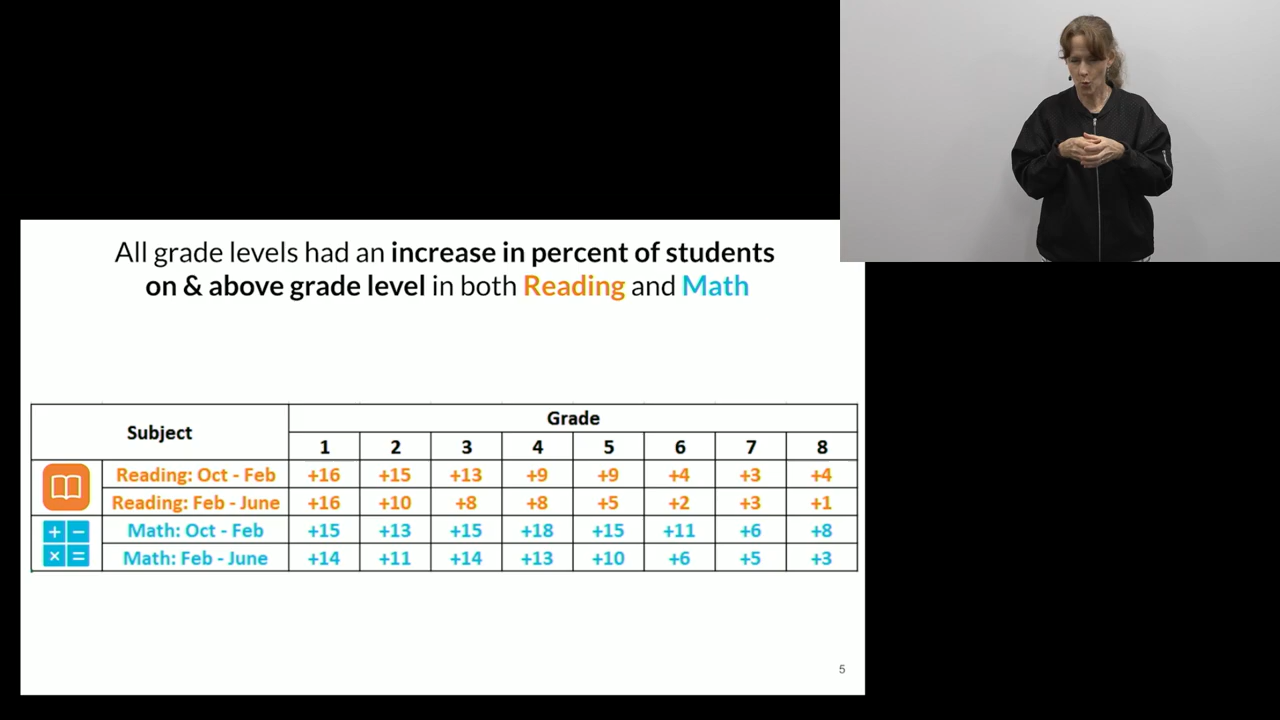 All grade levels had an increase in percent of students
on & above grade level in both Reading and Math
Subject Grade
1 2 3 4 5 6 7 8
Reading: Oct - Feb +16 +15 +13 +9 +9 +4 +3 +4
Reading: Feb - June +16 +10 +8 +8 +5 +2 +3 +1
+ − Math: Oct - Feb +15 +13 +15 +18 +15 +11 +6 +8
× = Math: Feb - June +14 +11 +14 +13 +10 +6 +5 +3
5